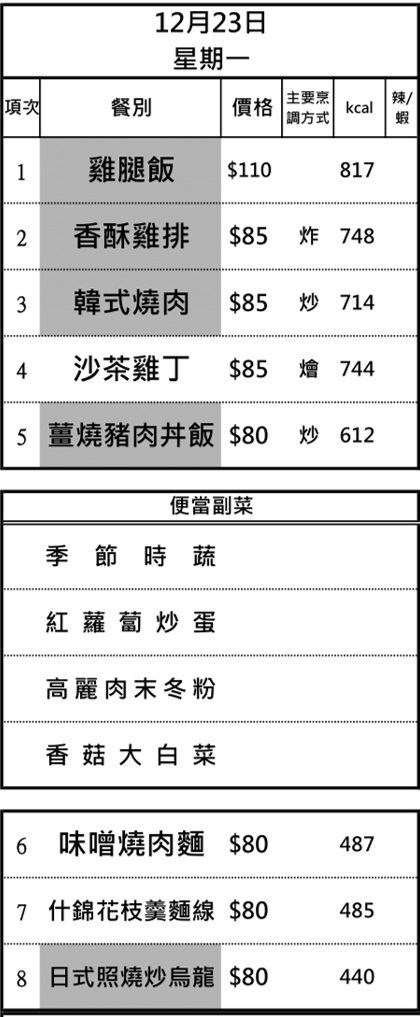 12月23日
星期一
項次 餐別 價格 主要烹調方式 kcal 辣/蝦
1 雞腿飯 $110 817
2 香酥雞排 $85 炸 748
3 韓式燒肉 $85 炒 714
4 沙茶雞丁 $85 燴 744
5 薑燒豬肉丼飯 $80 炒 612
便當副菜
季節時蔬
紅蘿蔔炒蛋
高麗肉末冬粉
香菇大白菜
6 味噌燒肉麵 $80 487
7 什錦花枝羹麵線 $80 485
8 日式照燒炒烏龍 $80 440